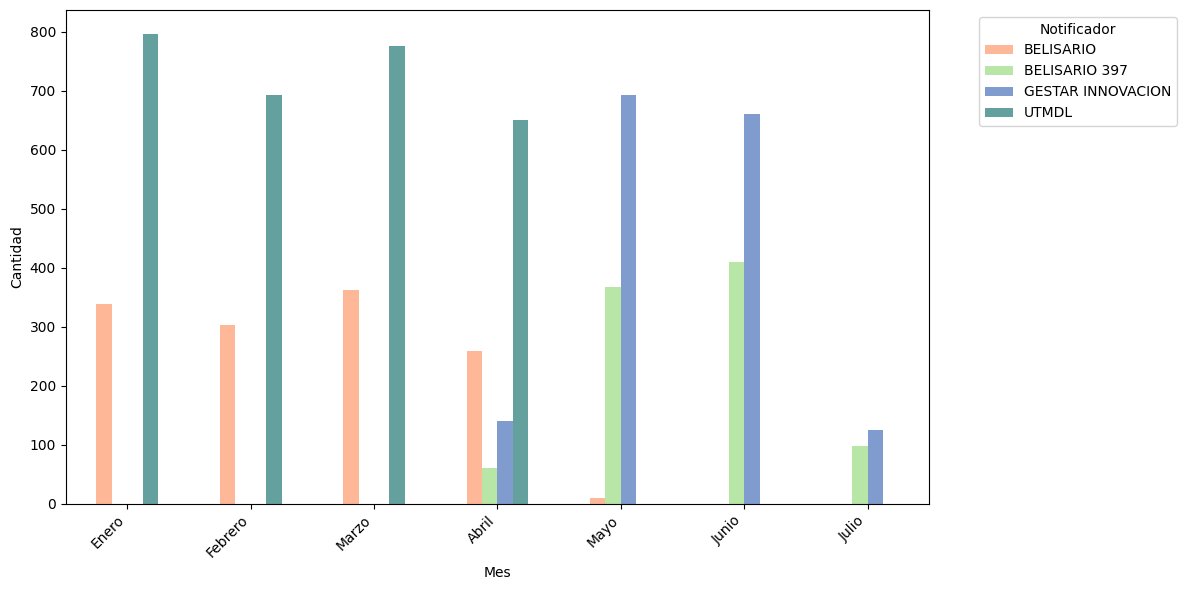 Notificador
BELISARIO
BELISARIO 397
GESTAR INNOVACION
UTMDL
Cantidad
800
700
600
500
400
300
200
100
0
Enero
Febrero
Marzo
Abril
Mayo
Junio
Julio
Mes